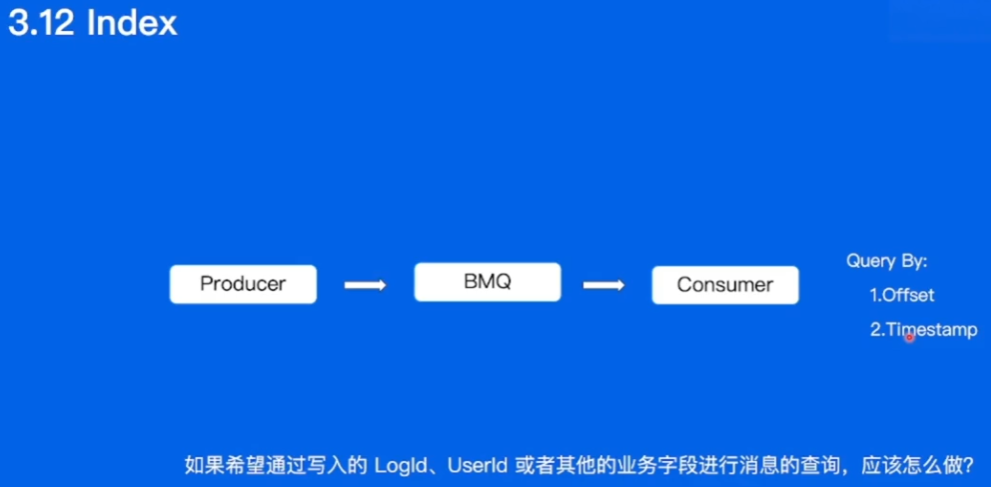 3.12 Index
Query By:
Producer
BMQ
Consumer
1.Offset
2.Timestamp
如果希望通过写入的 LogId、UserId 或者其他的业务字段进行消息的查询，应该怎么做?